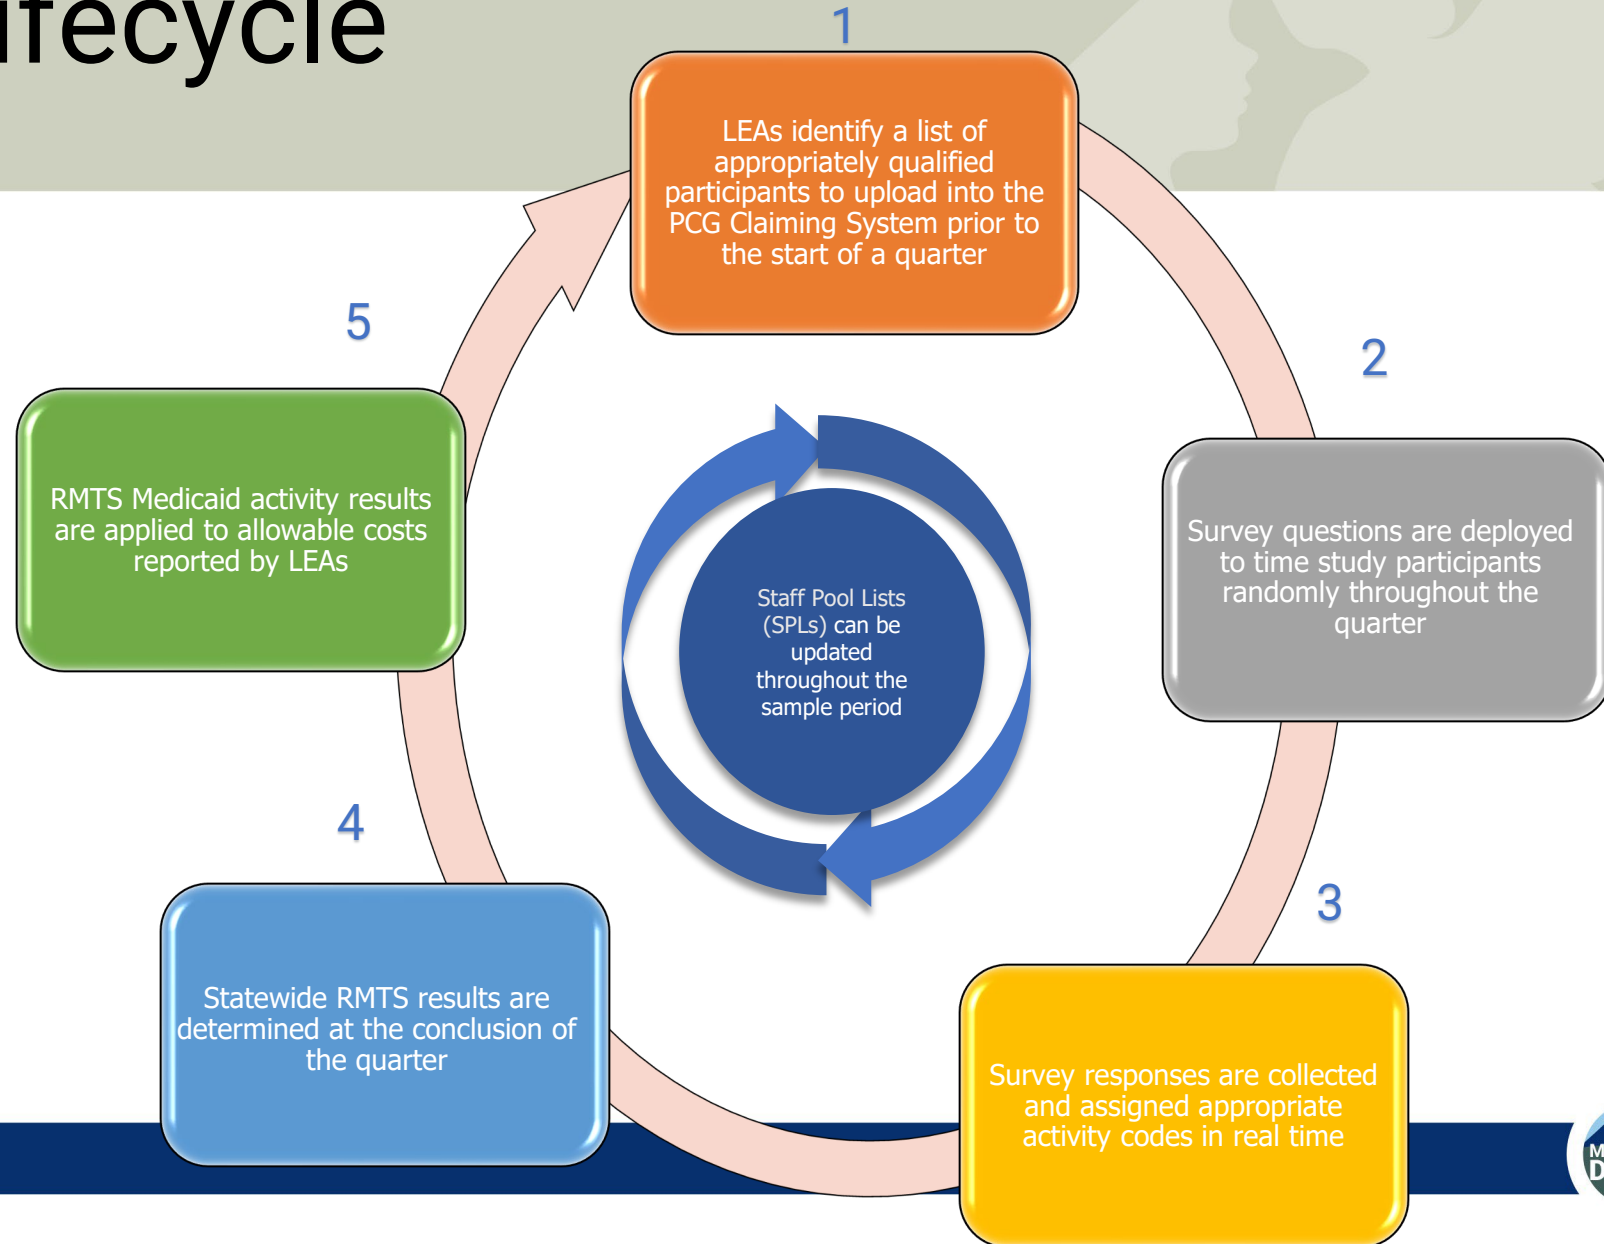 ifecycle
1
LEAs identify a list of
appropriately qualified
participants to upload into the
PCG Claiming System prior to
the start of a quarter
2
Survey questions are deployed
to time study participants
randomly throughout the
quarter
3
Survey responses are collected
and assigned appropriate
activity codes in real time
4
Statewide RMTS results are
determined at the conclusion of
the quarter
5
RMTS Medicaid activity results
are applied to allowable costs
reported by LEAs
Staff Pool Lists
(SPLs) can be
updated
throughout the
sample period